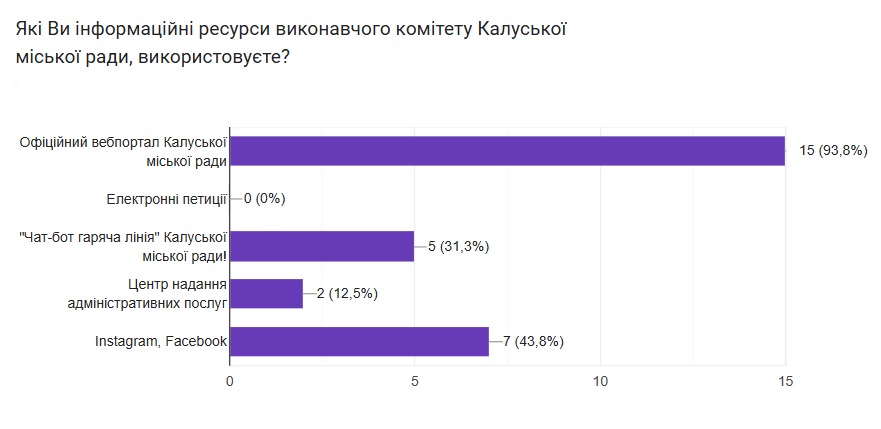 Які Ви інформаційні ресурси виконавчого комітету Калуської
міської ради, використовуєте?
Офіційний вебпортал Калуської
міської ради
15 (93,8%)
Електронні петиції
0 (0%)
"Чат-бот гаряча лінія" Калуської
міської ради!
5 (31,3%)
Центр надання
адміністративних послуг
2 (12,5%)
Instagram, Facebook
7 (43,8%)
0
5
10
15